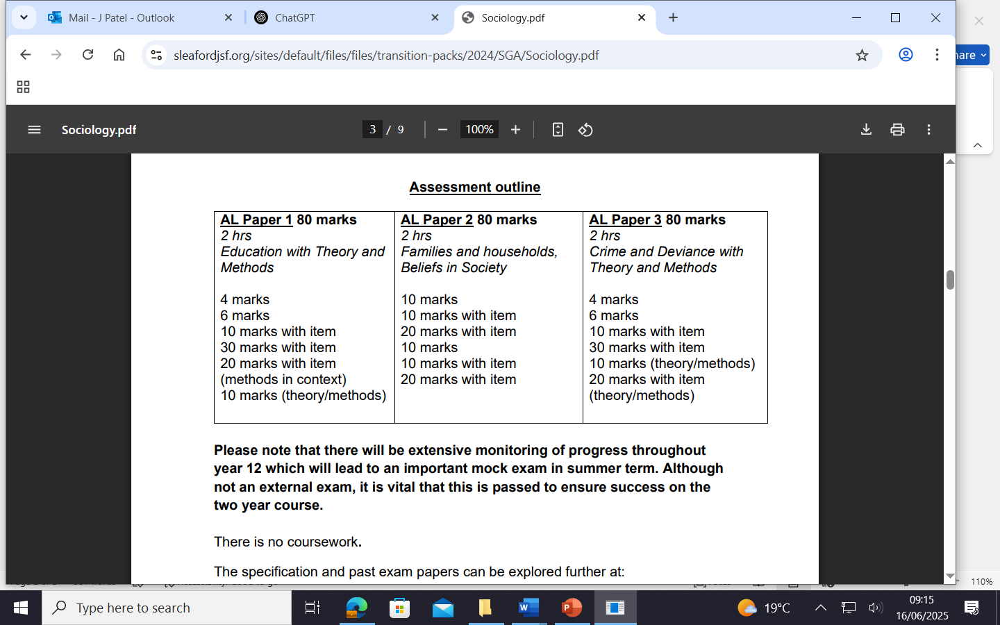 Mail - J Patel - Outlook
ChatGPT
Sociology.pdf
sleafordjsf.org/sites/default/files/files/transition-packs/2024/SGA/Sociology.pdf
hare
Sociology.pdf
3 / 9
100%
Assessment outline
AL Paper 1 80 marks
2 hrs
Education with Theory and
Methods
4 marks
6 marks
10 marks with item
30 marks with item
20 marks with item
(methods in context)
10 marks (theory/methods)
AL Paper 2 80 marks
2 hrs
Families and households,
Beliefs in Society
10 marks
10 marks with item
20 marks with item
10 marks
10 marks with item
20 marks with item
AL Paper 3 80 marks
2 hrs
Crime and Deviance with
Theory and Methods
4 marks
6 marks
10 marks with item
30 marks with item
10 marks (theory/methods)
20 marks with item
(theory/methods)
Please note that there will be extensive monitoring of progress throughout
year 12 which will lead to an important mock exam in summer term. Although
not an external exam, it is vital that this is passed to ensure success on the
two year course.
There is no coursework.
The specification and past exam papers can be explored further at:
110%
Type here to search
19°C
09:15
16/06/2025